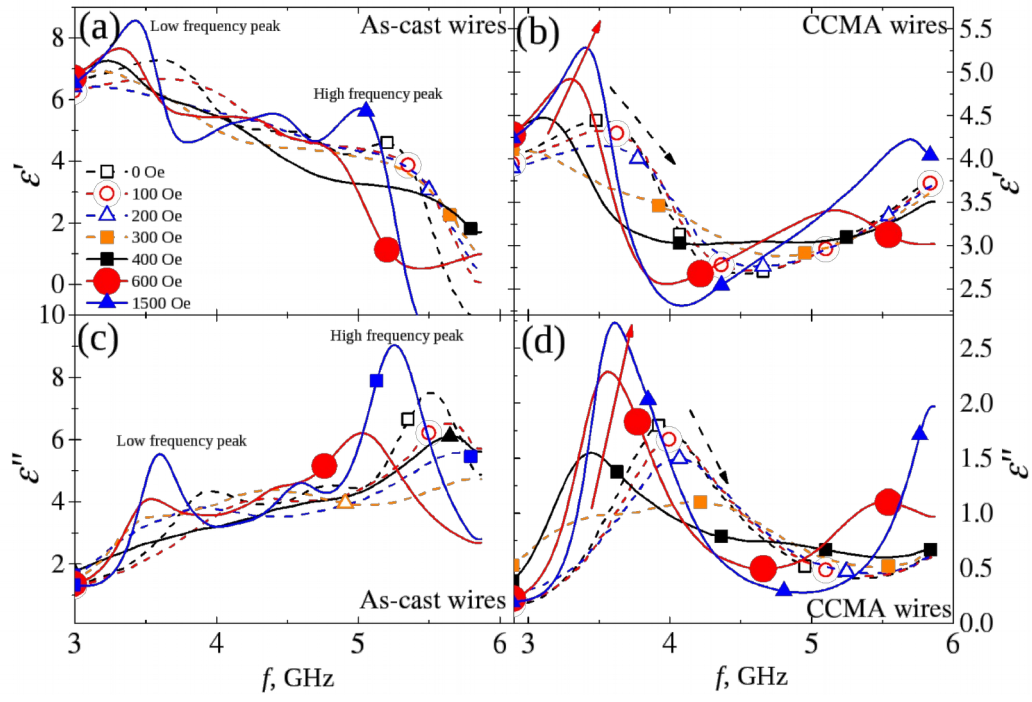 (a)
Low frequency peak
As-cast wires
High frequency peak
0 Oe
100 Oe
200 Oe
300 Oe
400 Oe
600 Oe
1500 Oe
8
6
4
2
0
ε'
(b)
CCMA wires
5.5
5.0
4.5
4.0
3.5
3.0
2.5
ε'
(c)
High frequency peak
Low frequency peak
As-cast wires
10
8
6
4
2
ε''
3
4
5
6
f, GHz
(d)
CCMA wires
2.5
2.0
1.5
1.0
0.5
0.0
ε''
3
4
5
6
f, GHz